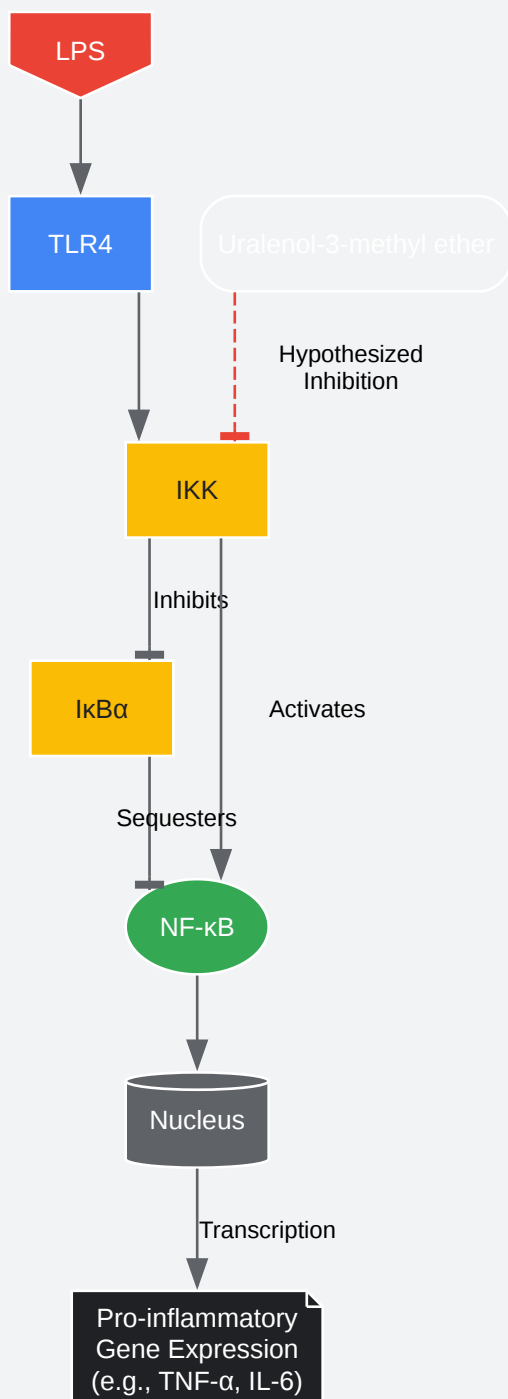 LPS
TLR4
Uralenol-3-methyl ether
Hypothesized
Inhibition
IKK
Inhibits
IκBα
Activates
Sequesters
NF-κB
Nucleus
Transcription
Pro-inflammatory
Gene Expression
(e.g., TNF-α, IL-6)